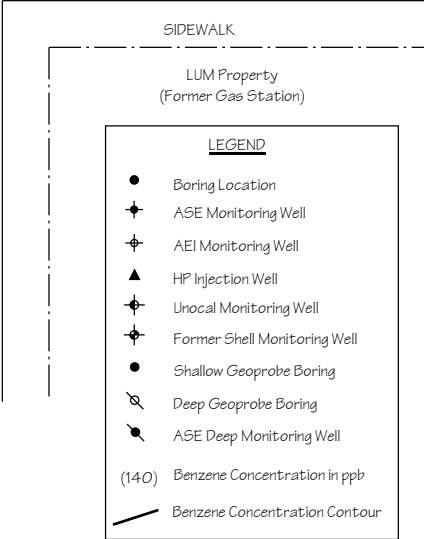 SIDEWALK
LUM Property
(Former Gas Station)
LEGEND
Boring Location
ASE Monitoring Well
AEI Monitoring Well
HP Injection Well
Unocal Monitoring Well
Former Shell Monitoring Well
Shallow Geoprobe Boring
Deep Geoprobe Boring
ASE Deep Monitoring Well
(140) Benzene Concentration in ppb
Benzene Concentration Contour